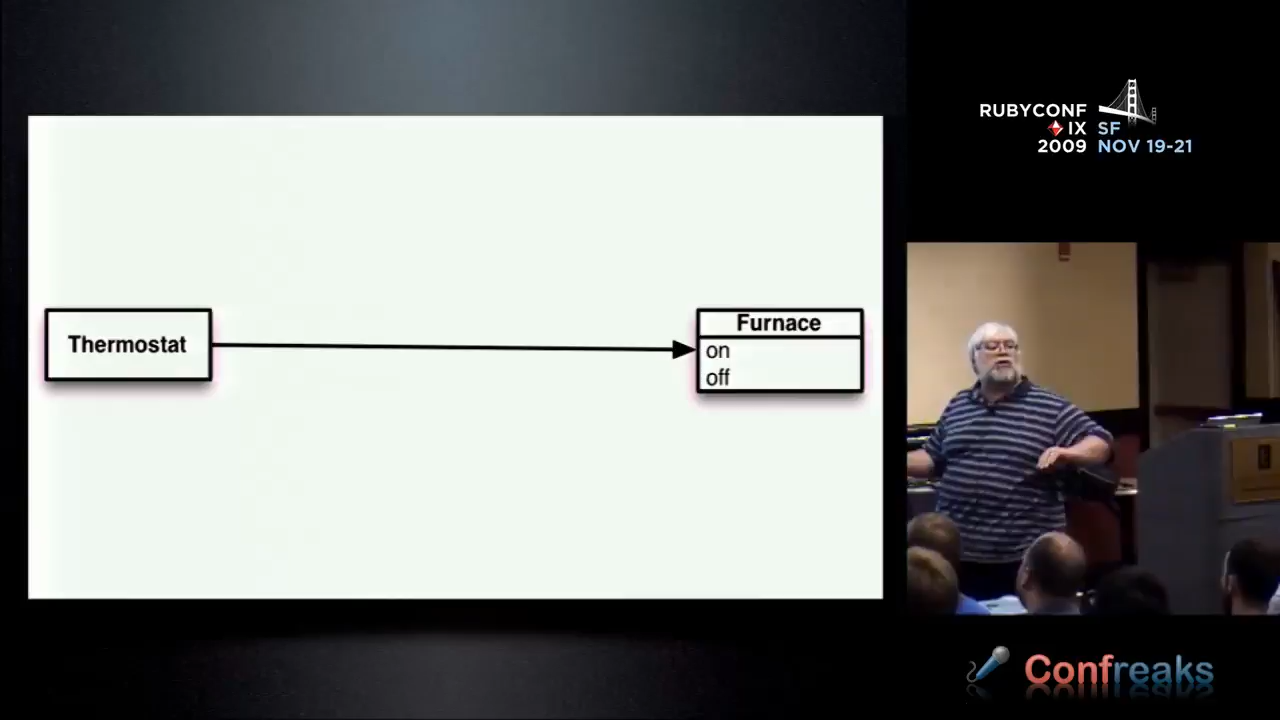 Thermostat
Furnace
on
off
RUBYCONF
IX SF
2009 NOV 19-21
Confreaks